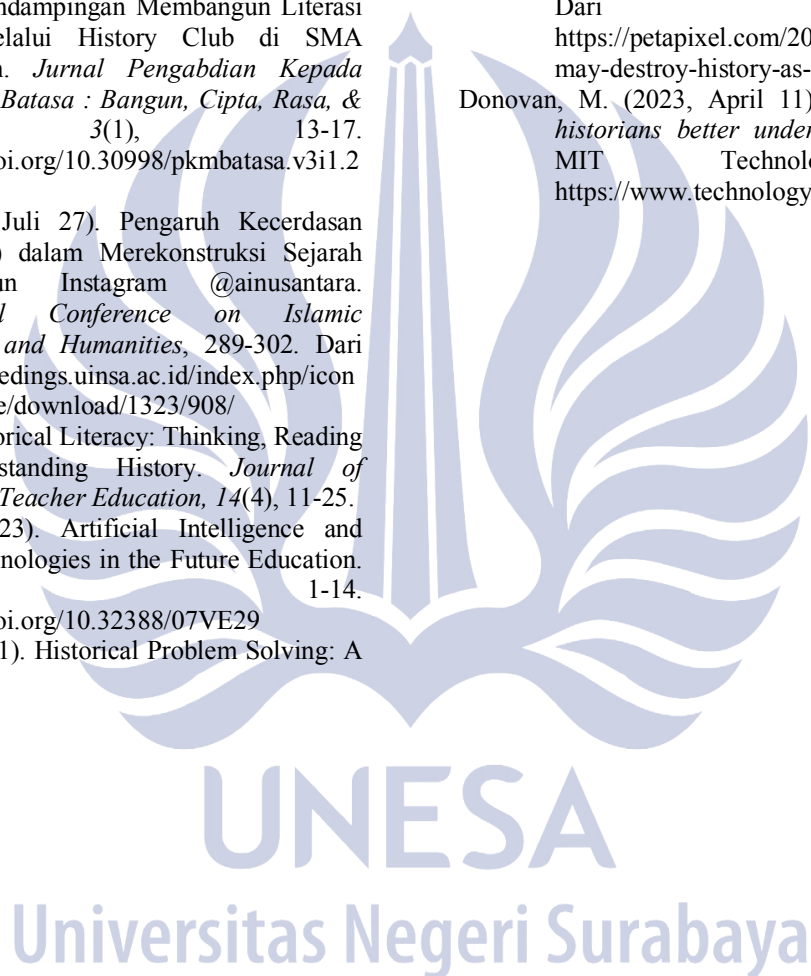 ndampingan Membangun Literasi
elalui History Club di SMA
n. Jurnal Pengabdian Kepada
Batasa : Bangun, Cipta, Rasa, &
3(1), 13-17.
oi.org/10.30998/pkmbatasa.v3i1.2
Juli 27). Pengaruh Kecerdasan
) dalam Merekonstruksi Sejarah
un Instagram @ainusantara.
l Conference on Islamic
and Humanities, 289-302. Dari
edings.uinsa.ac.id/index.php/icon
e/download/1323/908/
orical Literacy: Thinking, Reading
standing History. Journal of
Teacher Education, 14(4), 11-25.
23). Artificial Intelligence and
hnologies in the Future Education.
1-14.
oi.org/10.32388/07VE29
1). Historical Problem Solving: A
Dari
https://petapixel.com/20
may-destroy-history-as-
Donovan, M. (2023, April 11)
historians better under
MIT Technol
https://www.technology
UNESA
Universitas Negeri Surabaya